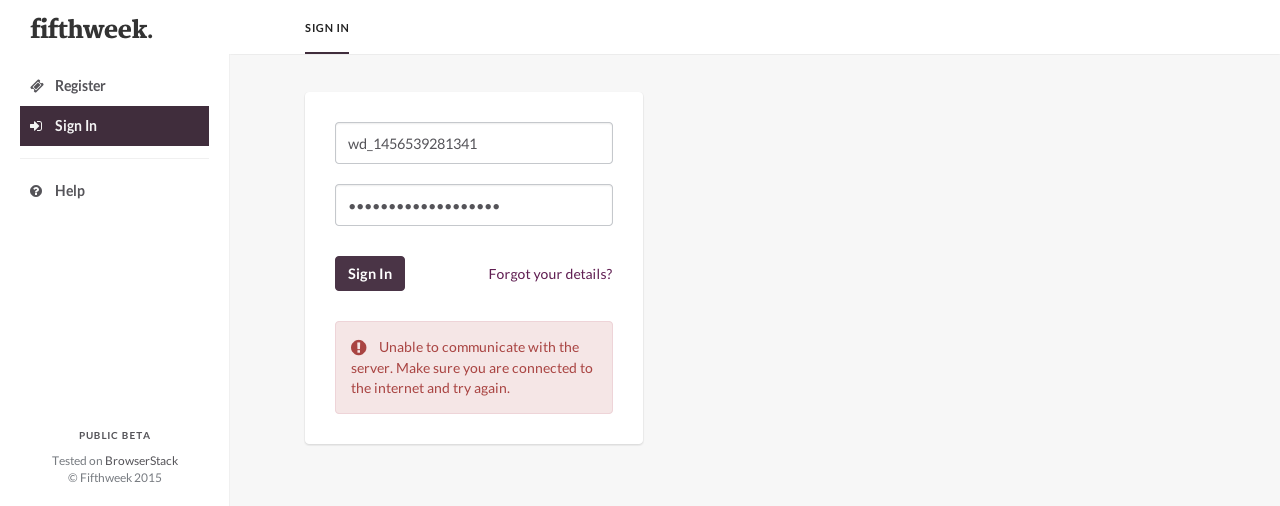 fifthweek.
SIGN IN
Register
Sign In
Help
wd_1456539281341
•••••••••••••••••••
Sign In
Forgot your details?
Unable to communicate with the
server. Make sure you are connected to
the internet and try again.
PUBLIC BETA
Tested on BrowserStack
© Fifthweek 2015